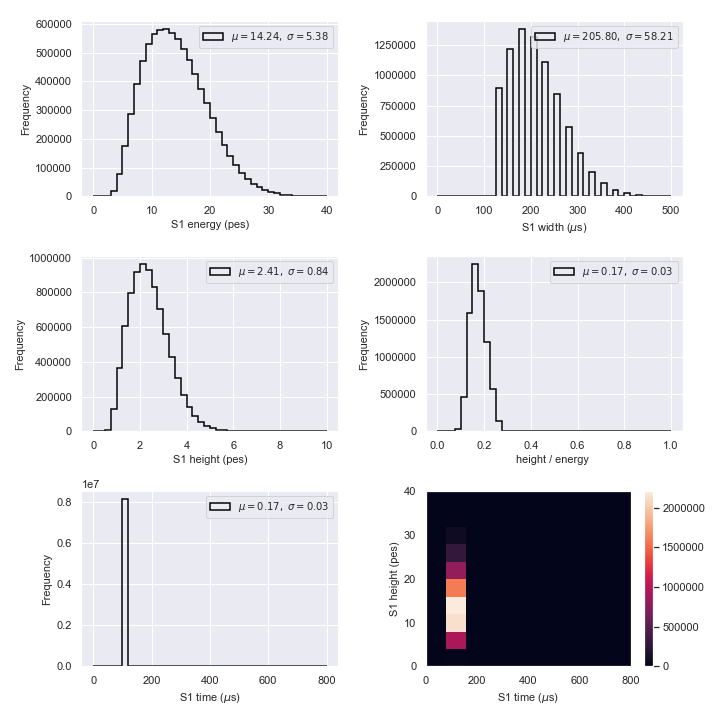 600000
500000
400000
300000
200000
100000
0
Frequency
μ = 14.24, σ = 5.38
0 10 20 30 40
S1 energy (pes)
1250000
1000000
750000
500000
250000
0
Frequency
μ = 205.80, σ = 58.21
0 100 200 300 400 500
S1 width (μs)
1000000
800000
600000
400000
200000
0
Frequency
μ = 2.41, σ = 0.84
0 2 4 6 8 10
S1 height (pes)
2000000
1500000
1000000
500000
0
Frequency
μ = 0.17, σ = 0.03
0.0 0.2 0.4 0.6 0.8 1.0
height / energy
1e7
0.8
0.6
0.4
0.2
0.0
Frequency
μ = 0.17, σ = 0.03
0 200 400 600 800
S1 time (μs)
40
30
20
10
0
S1 height (pes)
0 200 400 600 800
S1 time (μs)
2000000
1500000
1000000
500000
0